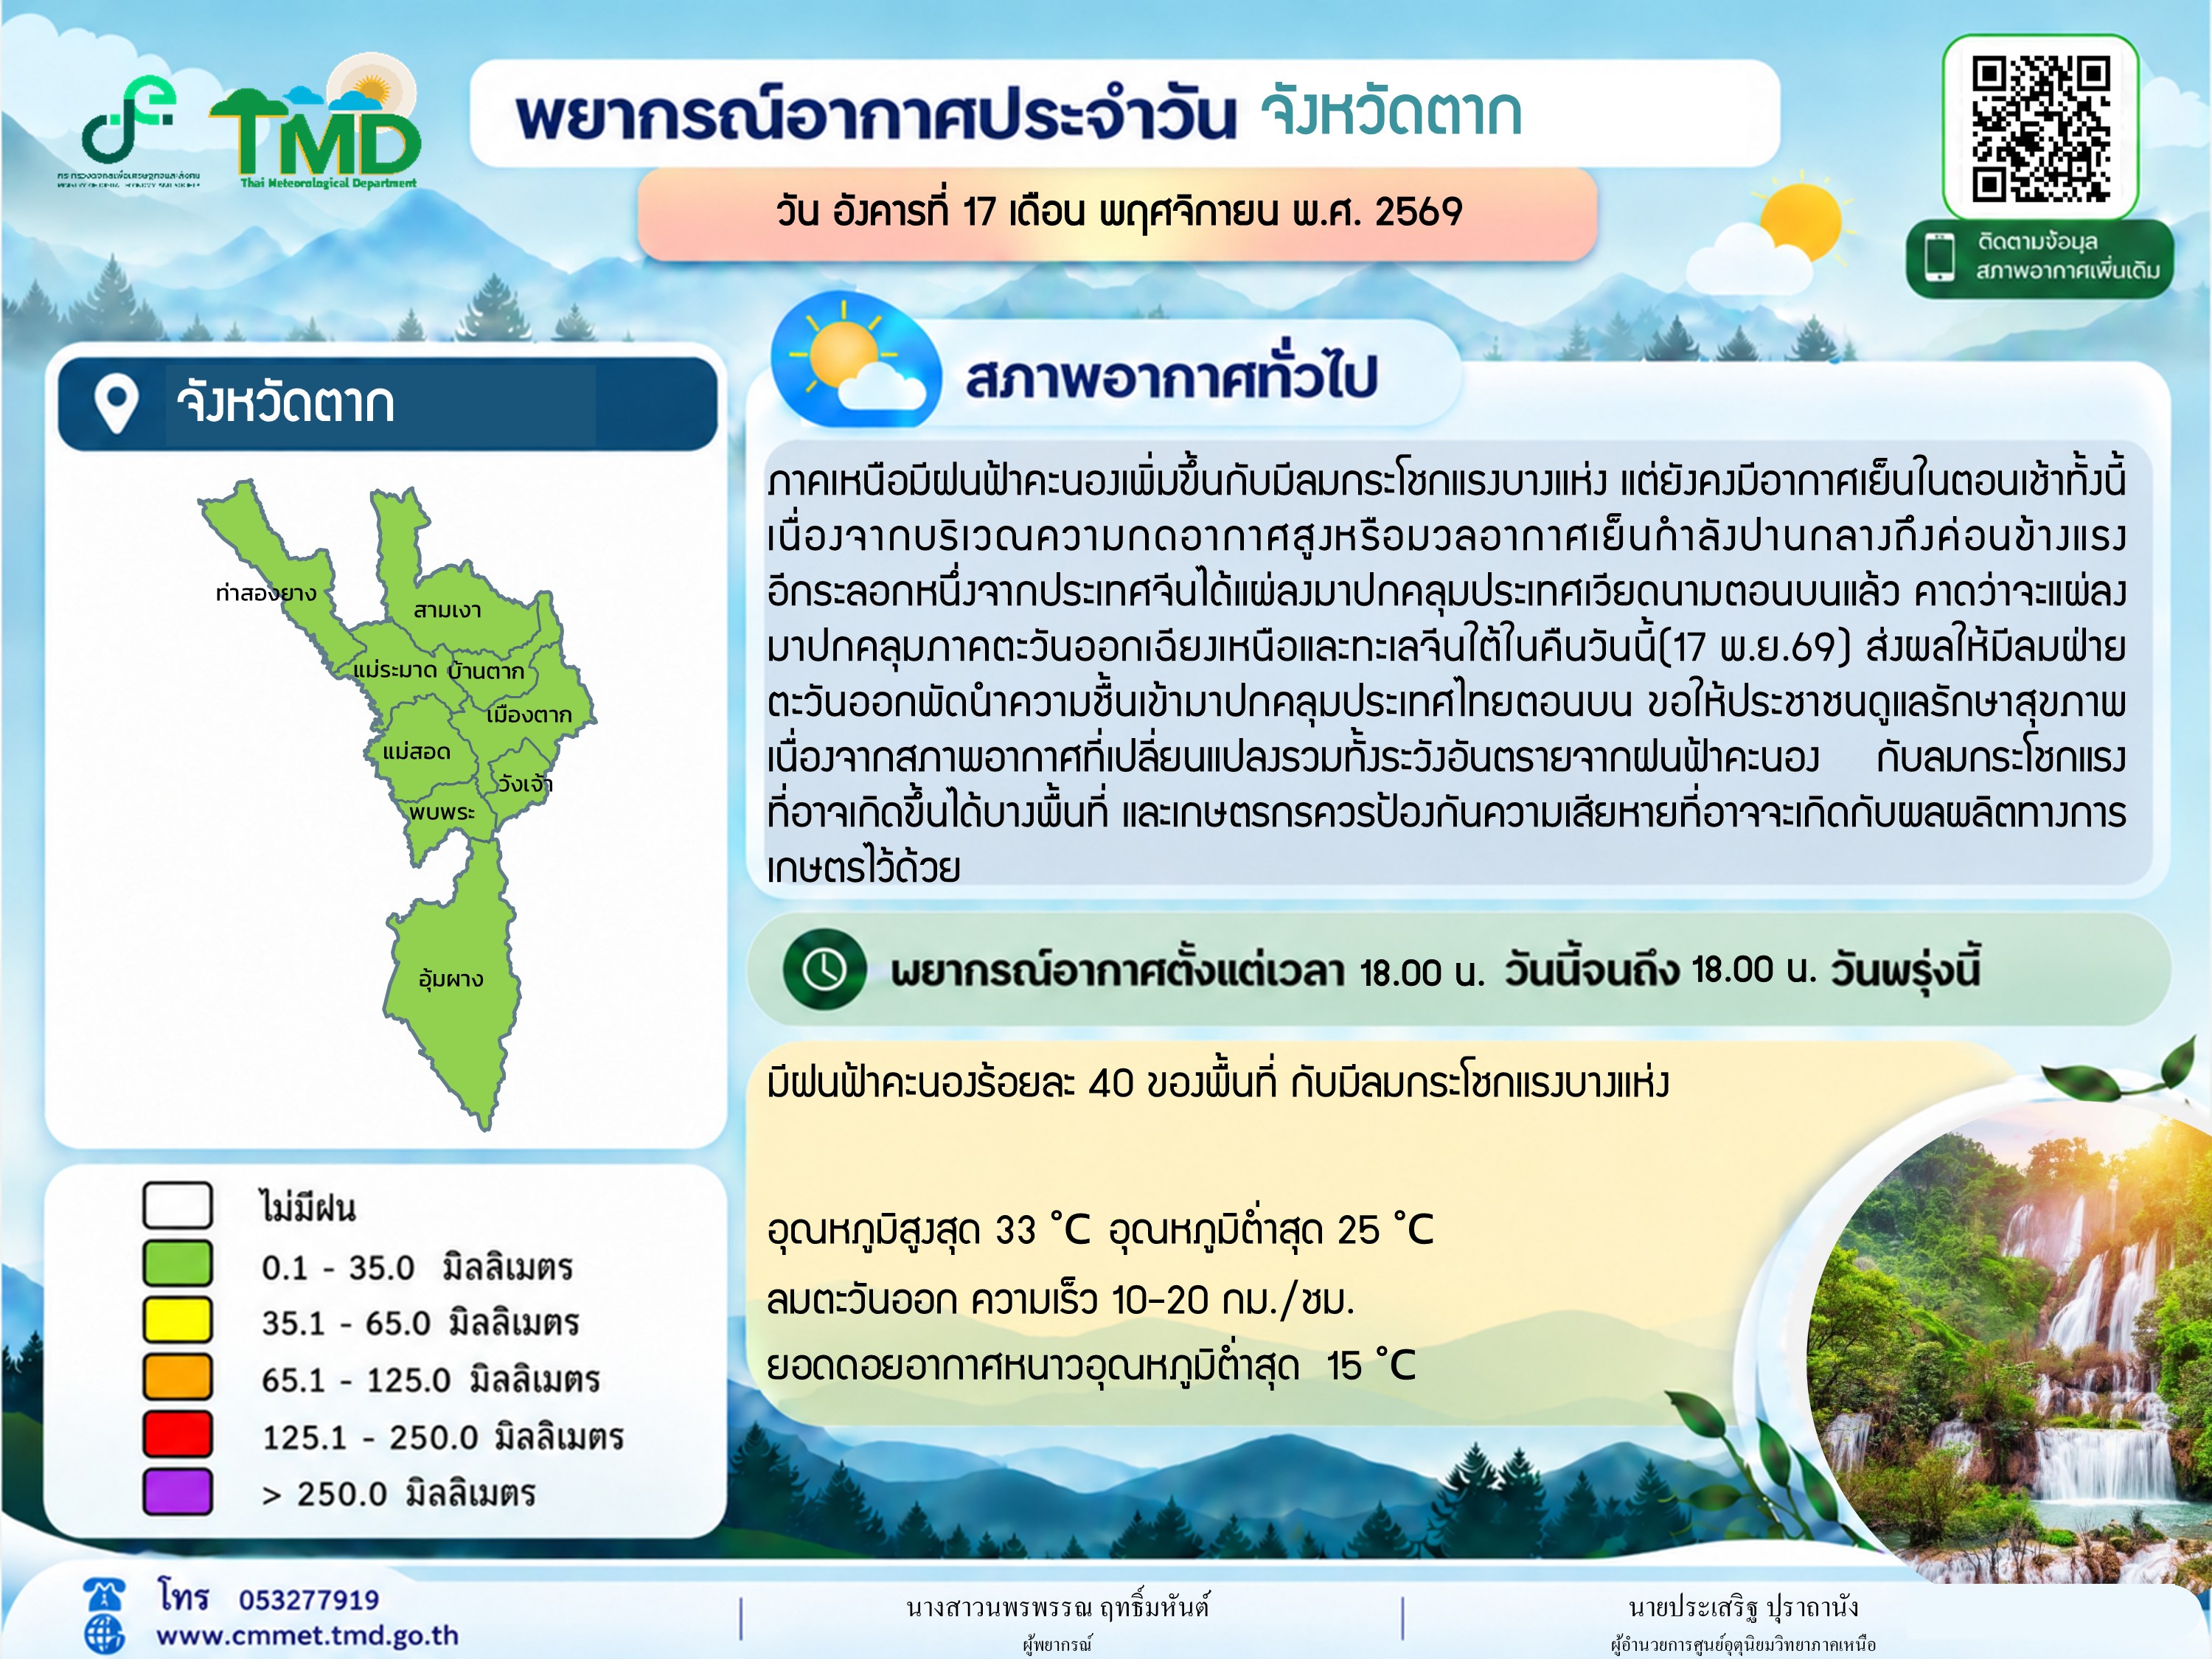 พยากรณ์อากาศประจำวัน จังหวัดตาก
TMD
Thai Meteorological Department
วัน อังคารที่ 17 เดือน พฤศจิกายน พ.ศ. 2569
สภาพอากาศเพิ่นเติม
จังหวัดตาก
ท่าสองยาง
สามเงา
แม่ระมาด
บ้านตาก
เมืองตาก
แม่สอด
วังเจ้า
พบพระ
อุ้มผาง
ไม่มีฝน
0.1 - 35.0 มิลลิเมตร
35.1 - 65.0 มิลลิเมตร
65.1 - 125.0 มิลลิเมตร
125.1 - 250.0 มิลลิเมตร
> 250.0 มิลลิเมตร
สภาพอากาศทั่วไป
ภาคเหนือมีฝนฟ้าคะนองเพิ่มขึ้นกับมีลมกระโชกแรงบางแห่ง แต่ยังคงมีอากาศเย็นในตอนเช้าทั้งนี้
เนื่องจากบริเวณความกดอากาศสูงหรือมวลอากาศเย็นกำลังปานกลางถึงค่อนข้างแรง
อีกระลอกหนึ่งจากประเทศจีนได้แผ่ลงมาปกคลุมประเทศเวียดนามตอนบนแล้ว คาดว่าจะแผ่ลง
มาปกคลุมภาคตะวันออกเฉียงเหนือและทะเลจีนใต้ในคืนวันนี้(17 พ.ย.69) ส่งผลให้มีลมฝ่าย
ตะวันออกพัดนำความชื้นเข้ามาปกคลุมประเทศไทยตอนบน ขอให้ประชาชนดูแลรักษาสุขภาพ
เนื่องจากสภาพอากาศที่เปลี่ยนแปลงรวมทั้งระวังอันตรายจากฝนฟ้าคะนอง กับลมกระโชกแรง
ที่อาจเกิดขึ้นได้บางพื้นที่ และเกษตรกรควรป้องกันความเสียหายที่อาจจะเกิดกับผลผลิตทางการ
เกษตรไว้ด้วย
พยากรณ์อากาศตั้งแต่เวลา 18.00 น. วันนี้จนถึง 18.00 น. วันพรุ่งนี้
มีฝนฟ้าคะนองร้อยละ 40 ของพื้นที่ กับมีลมกระโชกแรงบางแห่ง
อุณหภูมิสูงสุด 33 °C อุณหภูมิต่ำสุด 25 °C
ลมตะวันออก ความเร็ว 10-20 กม./ชม.
ยอดดอยอากาศหนาวอุณหภูมิต่ำสุด 15 °C
โทร 053277919
www.cmmet.tmd.go.th
นางสาวนพรพรรณ ฤทธิ์มหันต์
ผู้พยากรณ์
นายประเสริฐ ปุราถานัง
ผู้อำนวยการศูนย์อุตุนิยมวิทยาภาคเหนือ